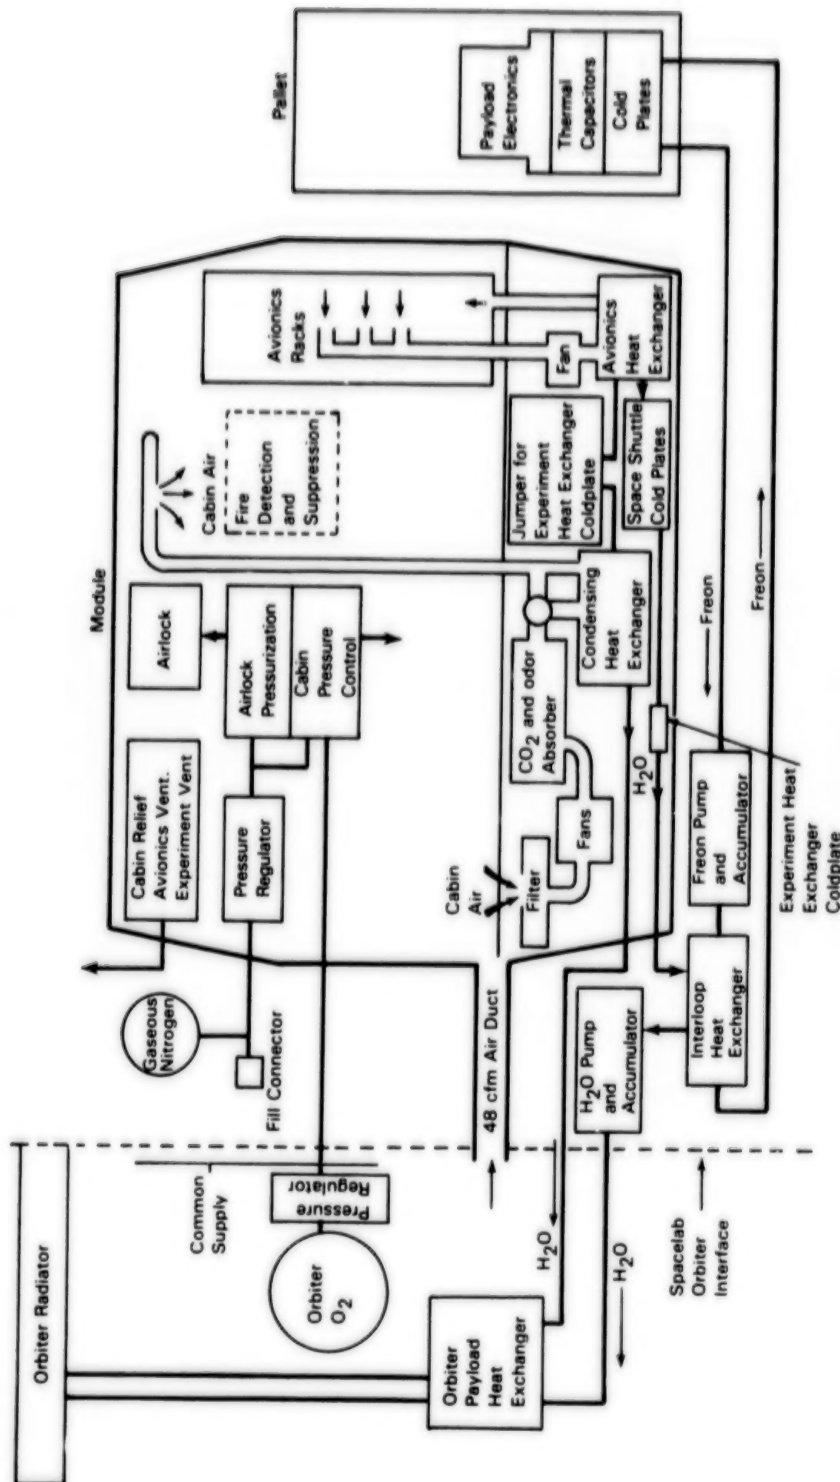 Orbiter Radiator
Common
Supply
Pressure
Regulator
Orbiter
O2
Orbiter
Payload
Heat
Exchanger
H2O
H2O
Spacelab
Orbiter
Interface
Gaseous
Nitrogen
Fill Connector
48 cfm Air Duct
H2O Pump
and
Accumulator
Interloop
Heat
Exchanger
Freon Pump
and
Accumulator
Experiment Heat
Exchanger
Coldplate
Freon
Freon
Module
Cabin Relief
Avionics Vent.
Experiment Vent
Pressure
Regulator
Airlock
Airlock
Pressurization
Cabin
Pressure
Control
Cabin Air
Fire
Detection
and
Suppression
Avionics
Racks
Cabin
Air
Filter
Fans
CO2 and odor
Absorber
Condensing
Heat
Exchanger
H2O
Jumper for
Experiment
Heat Exchanger
Coldplate
Space Shuttle
Cold Plates
Fan
Avionics
Heat
Exchanger
Pallet
Payload
Electronics
Thermal
Capacitors
Cold
Plates